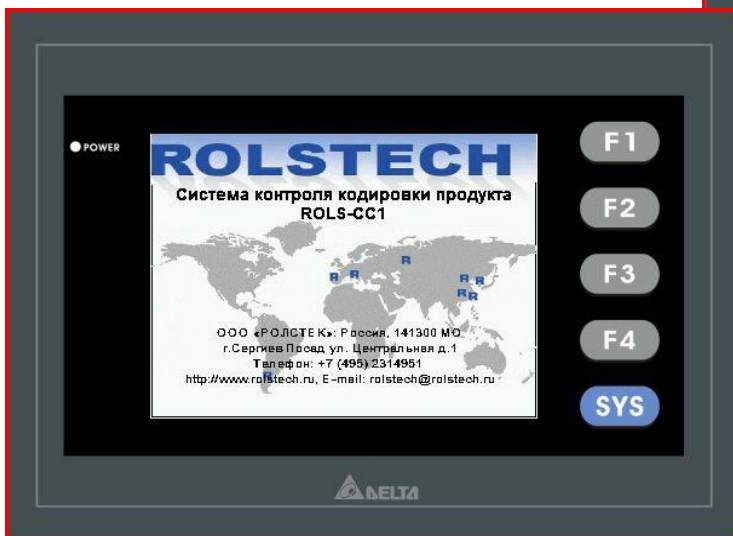 POWER
ROLSTECH
Система контроля кодировки продукта
ROLS-CC1
R
R
R
R
R
R
R
R
ООО «РОЛСТЕК»: Россия, 141300 МО
г.Сергиев Посад ул. Центральная д.1
Телефон: +7 (495) 2314951
http://www.rolstech.ru, E-mail: rolstech@rolstech.ru
F1
F2
F3
F4
SYS
DELTA